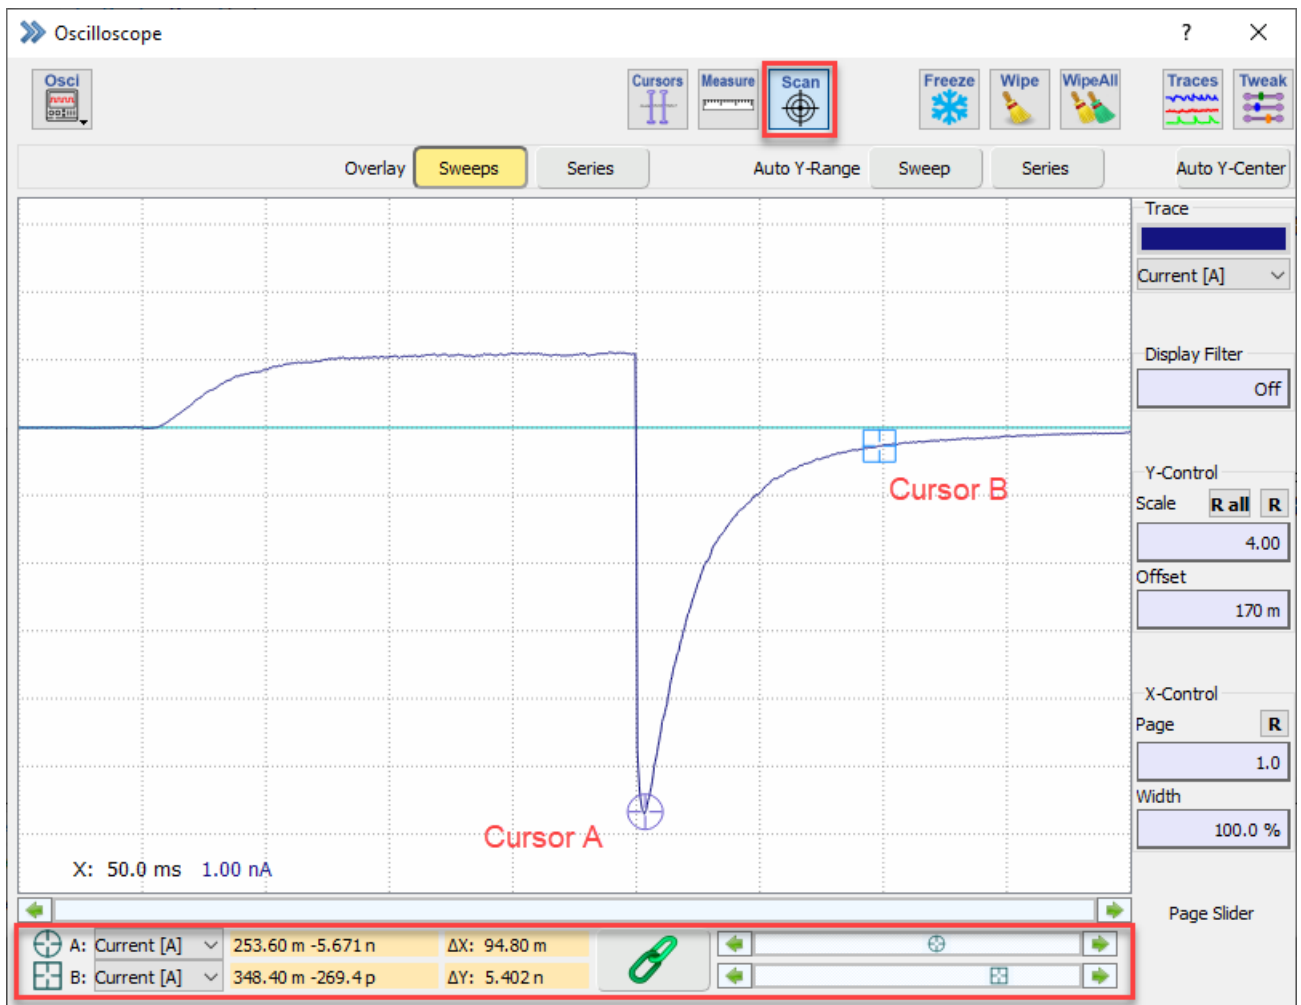 Oscilloscope ?
Osci Cursors Measure Scan Freeze Wipe WipeAll Traces Tweak
Overlay Sweeps Series Auto Y-Range Sweep Series Auto Y-Center
Trace
Current [A]
Display Filter
Off
Y-Control
Scale R all R
4.00
Offset
170 m
X-Control
Page R
1.0
Width
100.0 %
Cursor B
Cursor A
X: 50.0 ms 1.00 nA
Page Slider
A: Current [A] 253.60 m -5.671 n ΔX: 94.80 m
B: Current [A] 348.40 m -269.4 p ΔY: 5.402 n